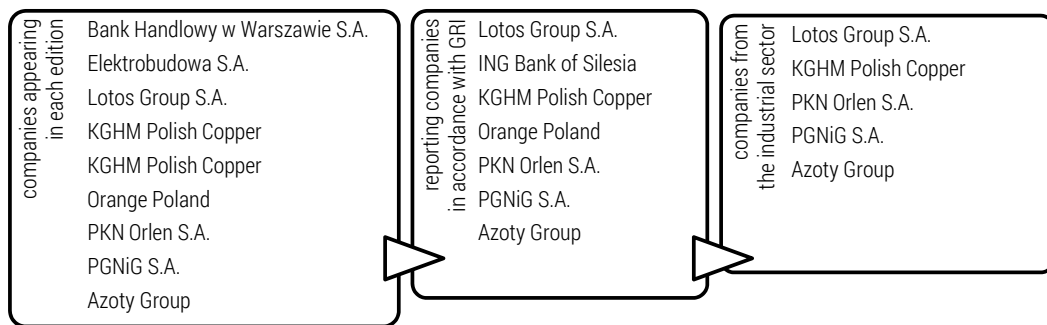 companies appearing
in each edition
Bank Handlowy w Warszawie S.A.
Elektrobudowa S.A.
Lotos Group S.A.
KGHM Polish Copper
KGHM Polish Copper
Orange Poland
PKN Orlen S.A.
PGNiG S.A.
Azoty Group
reporting companies
in accordance with GRI
Lotos Group S.A.
ING Bank of Silesia
KGHM Polish Copper
Orange Poland
PKN Orlen S.A.
PGNiG S.A.
Azoty Group
companies from
the industrial sector
Lotos Group S.A.
KGHM Polish Copper
PKN Orlen S.A.
PGNiG S.A.
Azoty Group